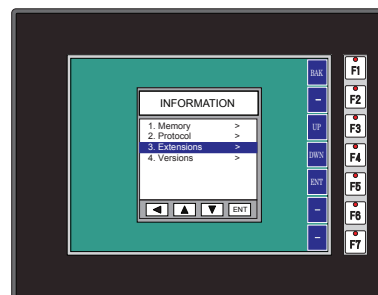 INFORMATION
1. Memory >
2. Protocol >
3. Extensions >
4. Versions >
ENT
BAK
–
UP
DWN
ENT
–
–
F1
F2
F3
F4
F5
F6
F7